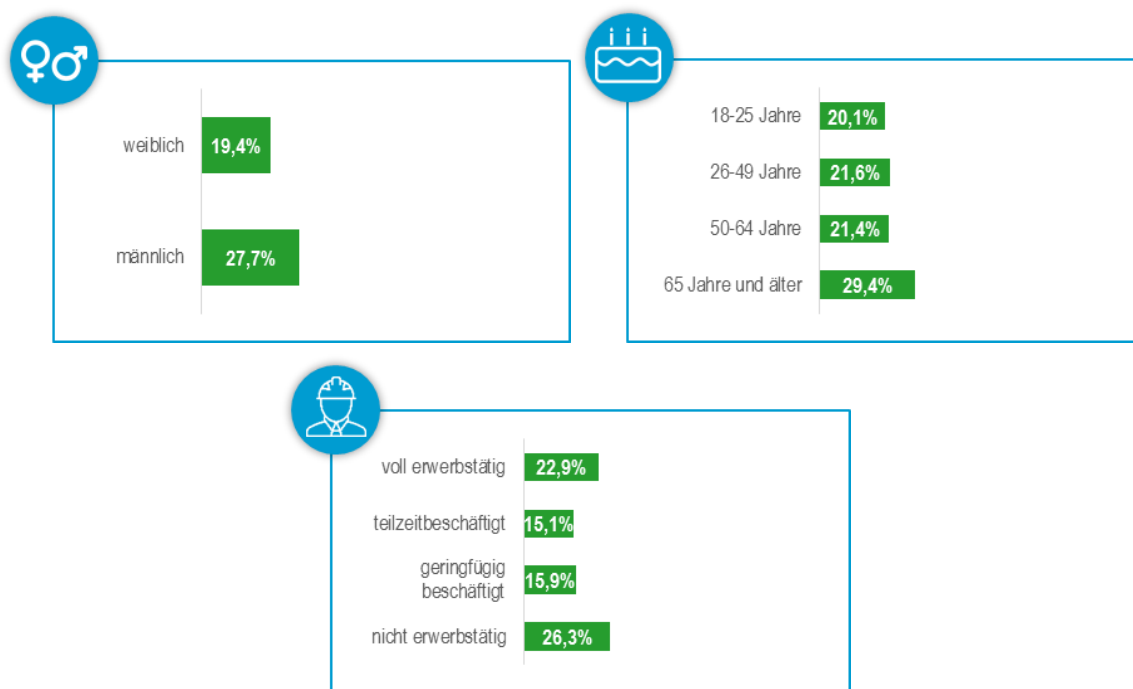 weiblich 19,4%
männlich 27,7%
18-25 Jahre 20,1%
26-49 Jahre 21,6%
50-64 Jahre 21,4%
65 Jahre und älter 29,4%
voll erwerbstätig 22,9%
teilzeitbeschäftigt 15,1%
geringfügig
beschäftigt 15,9%
nicht erwerbstätig 26,3%